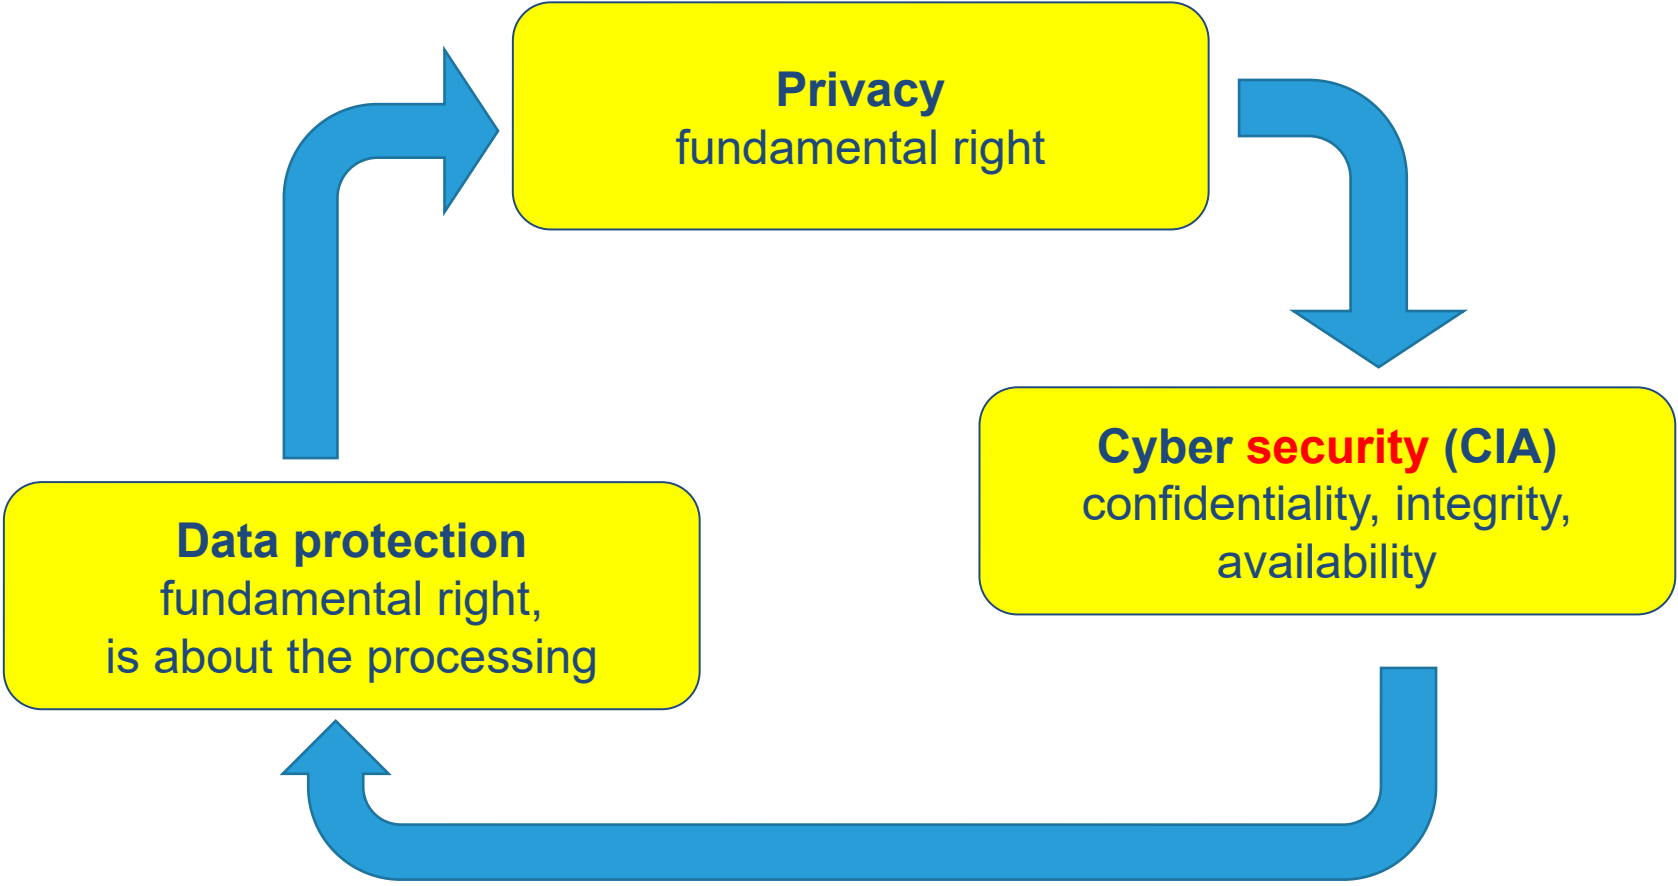 Privacy
fundamental right
Cyber security (CIA)
confidentiality, integrity,
availability
Data protection
fundamental right,
is about the processing